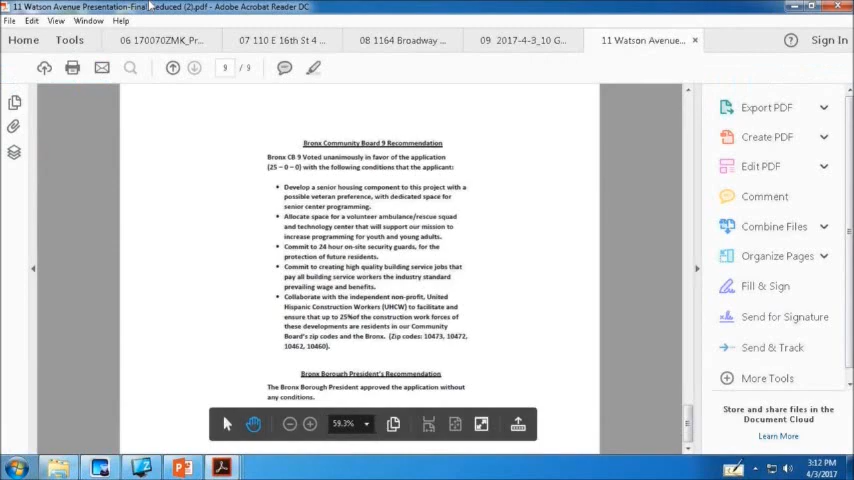 11 Watson Avenue Presentation-Final_Reduced (2).pdf - Adobe Acrobat Reader DC
File Edit View Window Help
Home Tools 06 170070ZMK_Pr... 07 110 E 16th St 4 ... 08 1164 Broadway ... 09 2017-4-3_10 G... 11 Watson Avenue... × Sign In
9 / 9
Bronx Community Board 9 Recommendation
Bronx CB 9 Voted unanimously in favor of the application
(25 – 0 – 0) with the following conditions that the applicant:
• Develop a senior housing component to this project with a
possible veteran preference, with dedicated space for
senior center programming.
• Allocate space for a volunteer ambulance/rescue squad
and technology center that will support our mission to
increase programming for youth and young adults.
• Commit to 24 hour on-site security guards, for the
protection of future residents.
• Commit to creating high quality building service jobs that
pay all building service workers the industry standard
prevailing wage and benefits.
• Collaborate with the independent non-profit, United
Hispanic Construction Workers (UHCW) to facilitate and
ensure that up to 25%of the construction work forces of
these developments are residents in our Community
Board's zip codes and the Bronx. (Zip codes: 10473, 10472,
10462, 10460).
Bronx Borough President's Recommendation
The Bronx Borough President approved the application without
any conditions.
59.3%
Export PDF
Create PDF
Edit PDF
Comment
Combine Files
Organize Pages
Fill & Sign
Send for Signature
Send & Track
More Tools
Store and share files in the
Document Cloud
Learn More
3:12 PM
4/3/2017